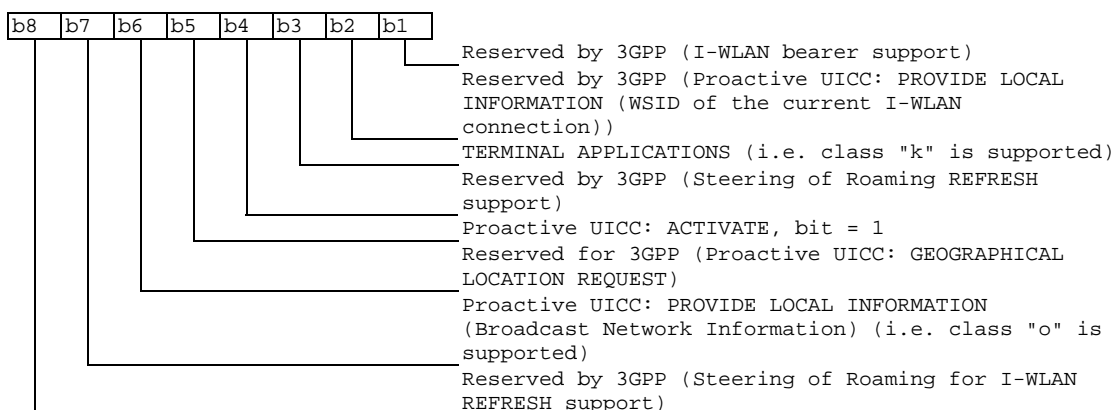 b8 b7 b6 b5 b4 b3 b2 b1
Reserved by 3GPP (I-WLAN bearer support)
Reserved by 3GPP (Proactive UICC: PROVIDE LOCAL
INFORMATION (WSID of the current I-WLAN
connection))
TERMINAL APPLICATIONS (i.e. class "k" is supported)
Reserved by 3GPP (Steering of Roaming REFRESH
support)
Proactive UICC: ACTIVATE, bit = 1
Reserved for 3GPP (Proactive UICC: GEOGRAPHICAL
LOCATION REQUEST)
Proactive UICC: PROVIDE LOCAL INFORMATION
(Broadcast Network Information) (i.e. class "o" is
supported)
Reserved by 3GPP (Steering of Roaming for I-WLAN
REFRESH support)